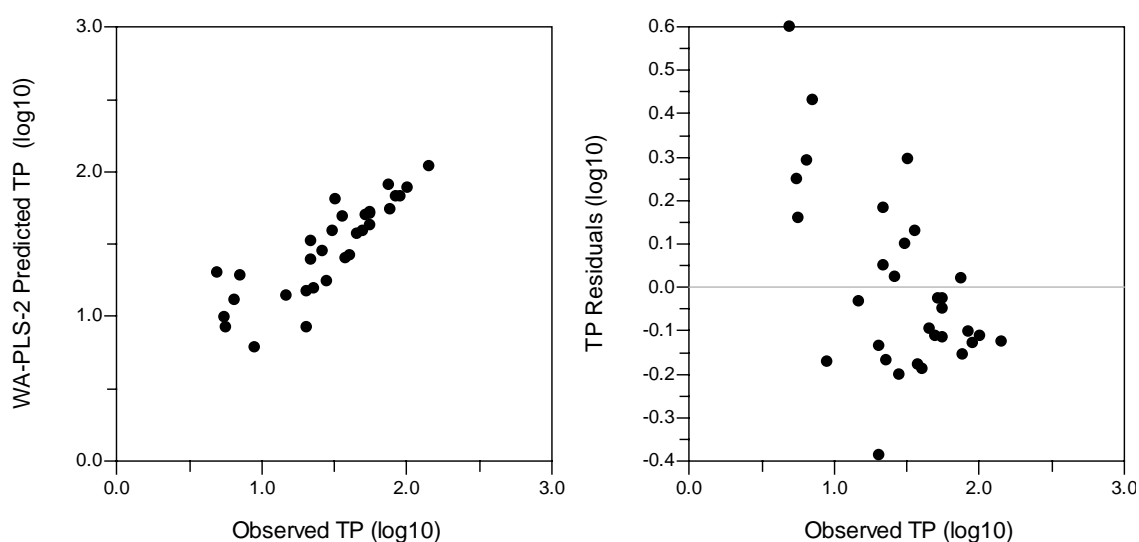 3.0
2.0
1.0
0.0
WA-PLS-2 Predicted TP (log10)
0.0 1.0 2.0 3.0
Observed TP (log10)
0.6
0.5
0.4
0.3
0.2
0.1
0.0
-0.1
-0.2
-0.3
-0.4
TP Residuals (log10)
0.0 1.0 2.0 3.0
Observed TP (log10)